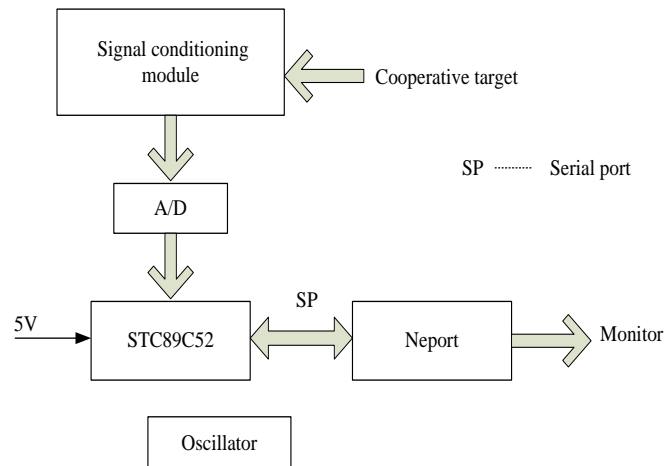 Signal conditioning
module
Cooperative target
SP ........... Serial port
A/D
SP
5V
STC89C52
Neport
Monitor
Oscillator